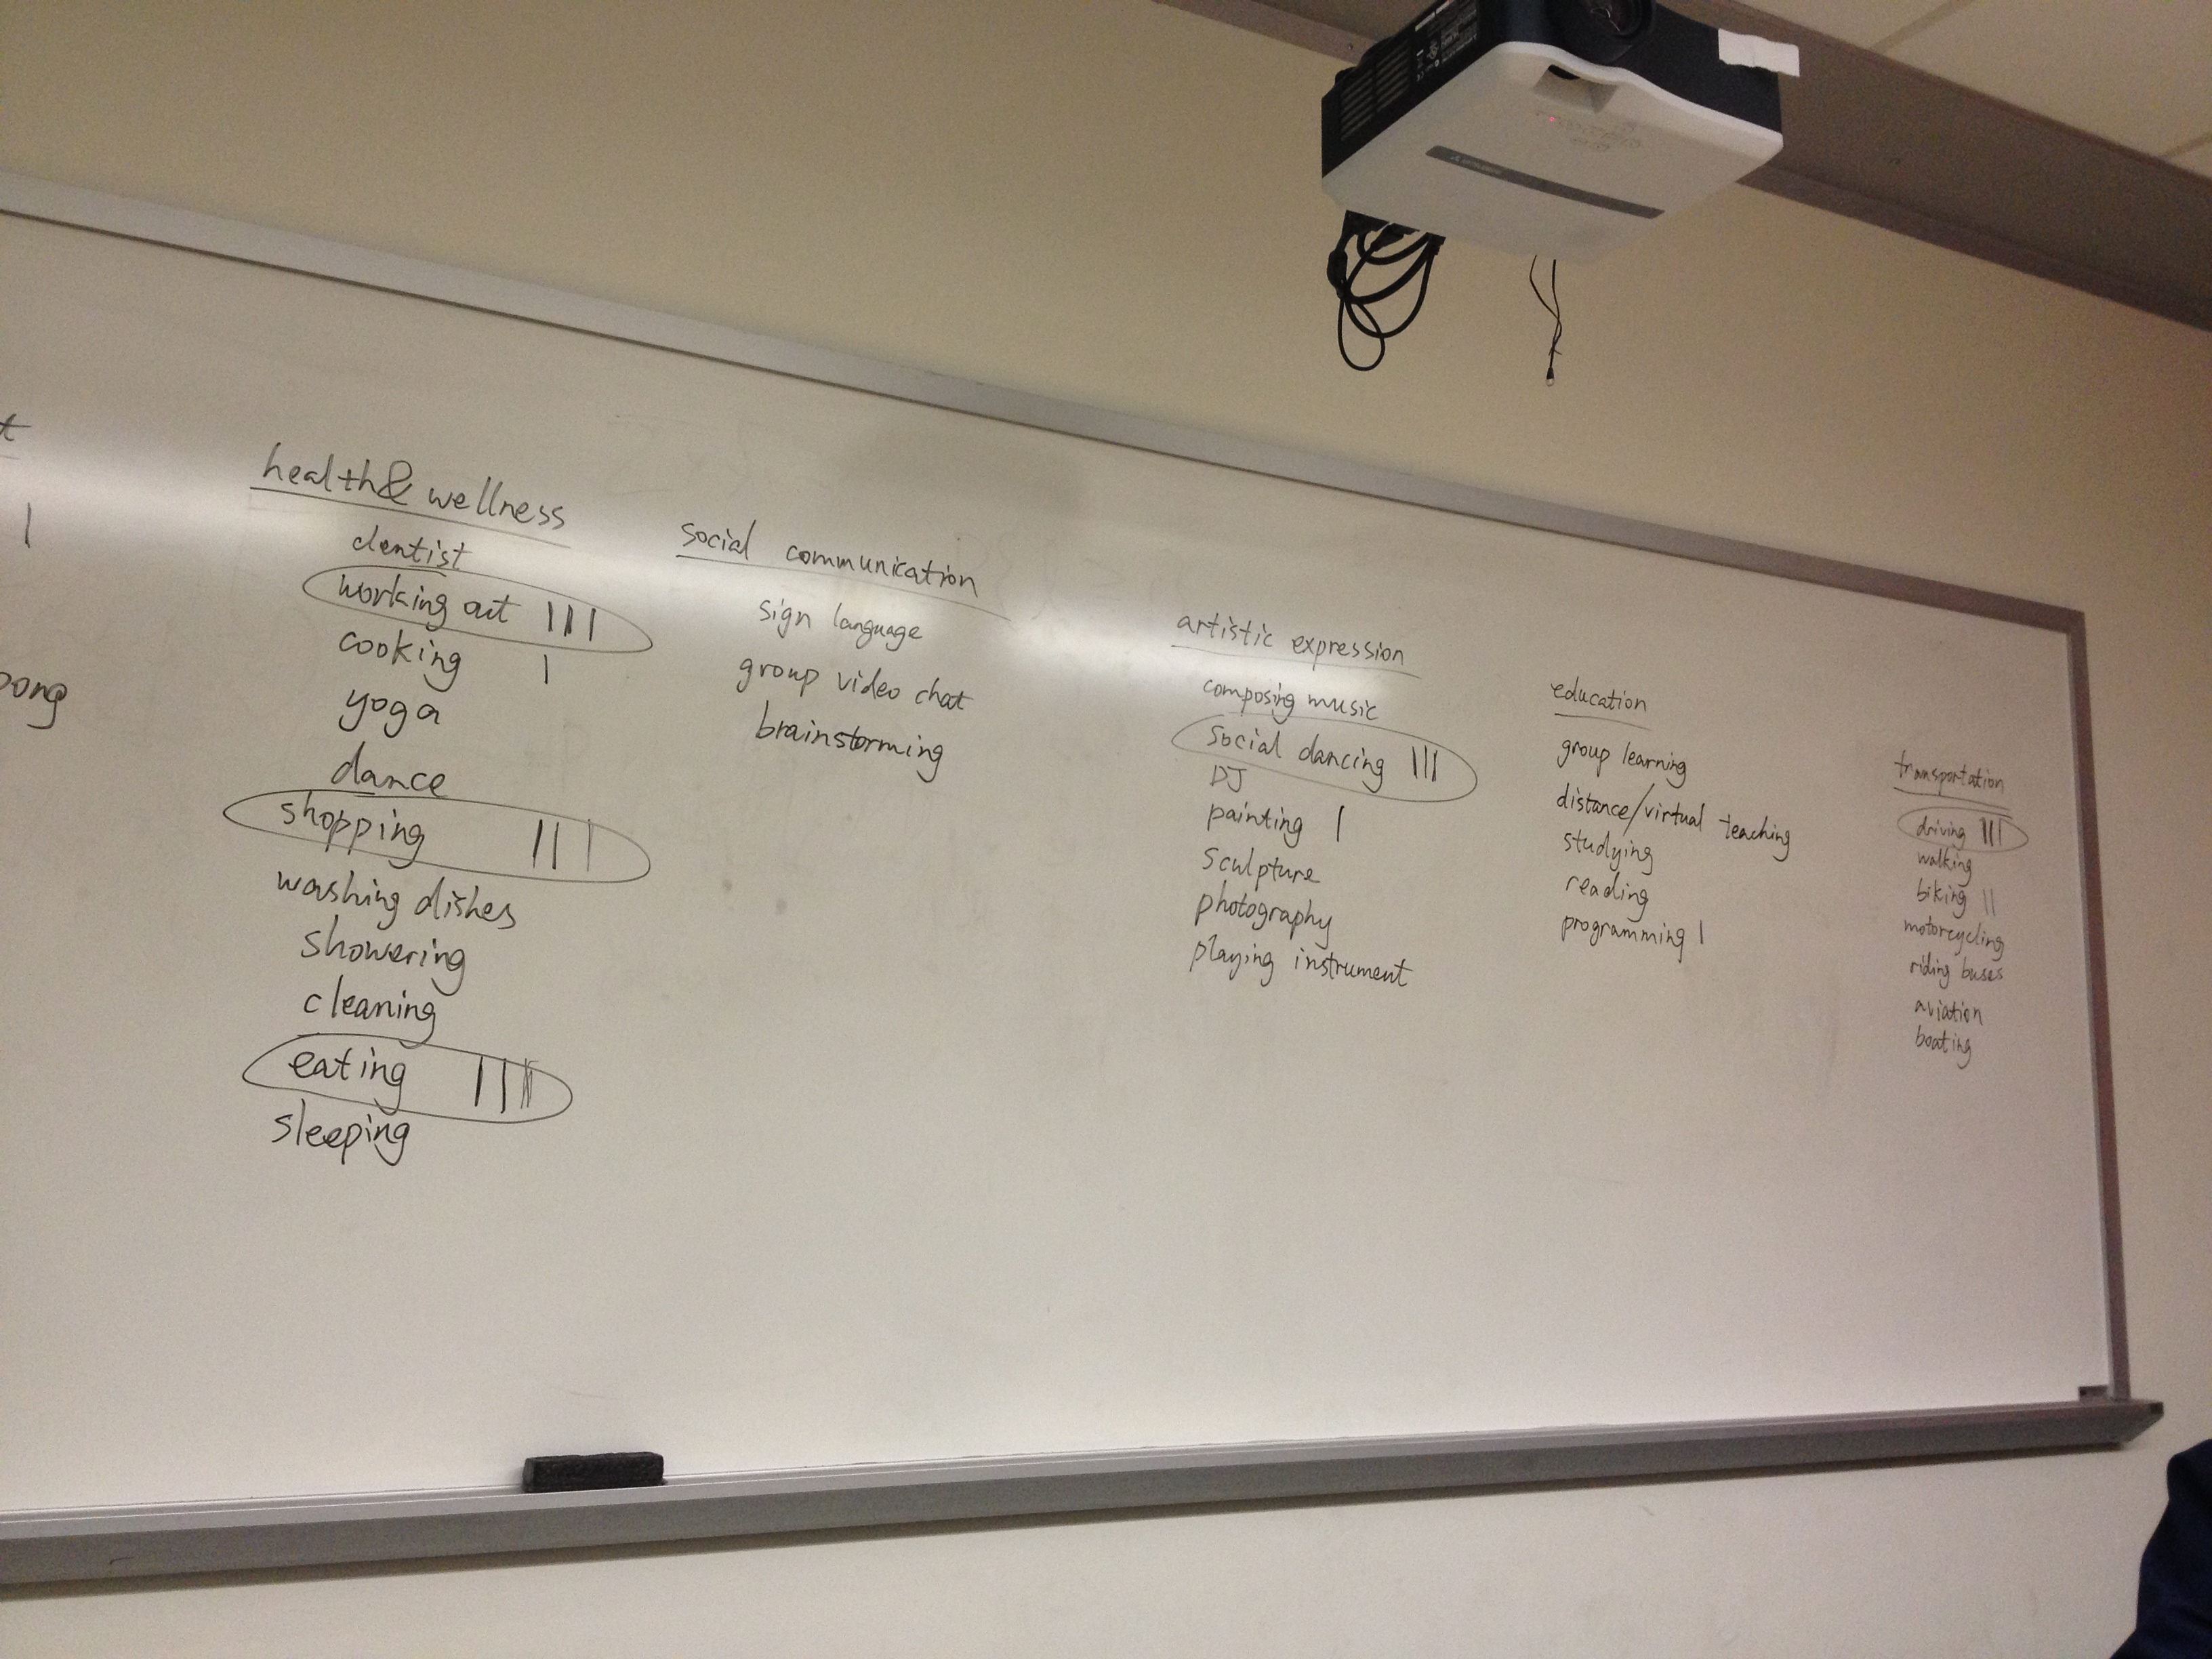 health & wellness
dentist
working out |||
cooking |
yoga
dance
shopping |||
washing dishes
showering
cleaning
eating |||
sleeping
social communication
sign language
group video chat
brainstorming
artistic expression
composing music
social dancing |||
DJ
painting |
sculpture
photography
playing instrument
education
group learning
distance/virtual teaching
studying
reading
programming |
transportation
driving |||
walking
biking ||
motorcycling
riding buses
aviation
boating